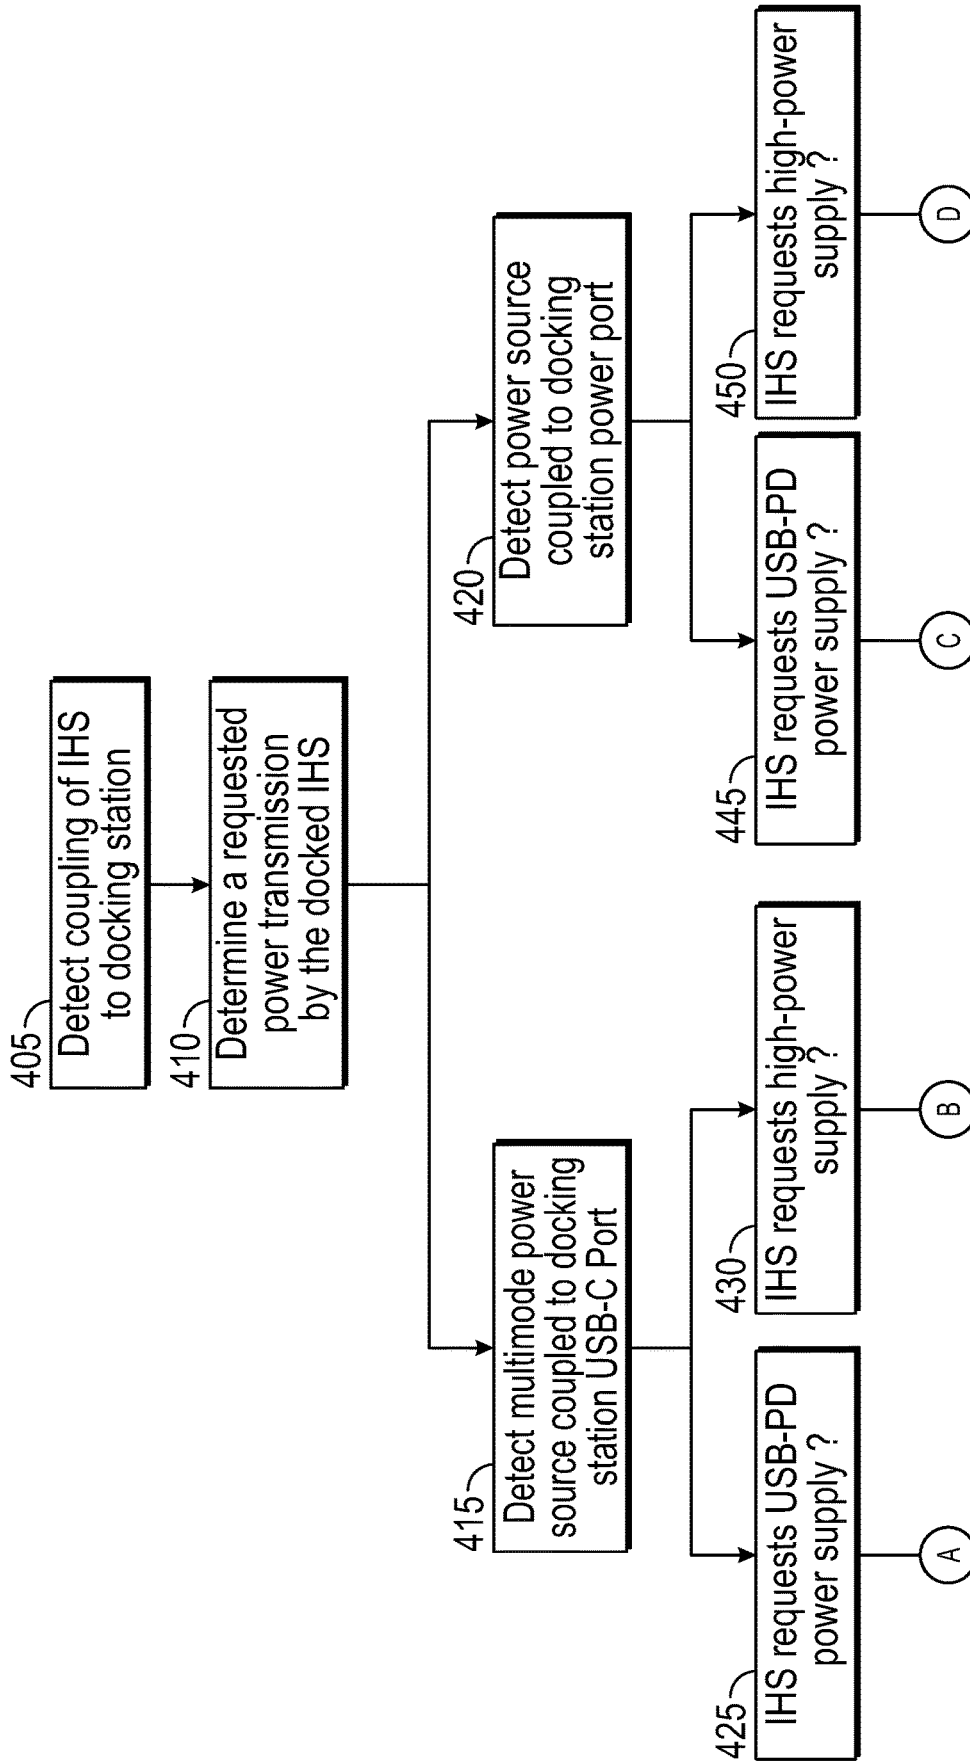 405
Detect coupling of IHS
to docking station
410
Determine a requested
power transmission
by the docked IHS
415
Detect multimode power
source coupled to docking
station USB-C Port
420
Detect power source
coupled to docking
station power port
425
IHS requests USB-PD
power supply ?
430
IHS requests high-power
supply ?
445
IHS requests USB-PD
power supply ?
450
IHS requests high-power
supply ?
A
B
C
D